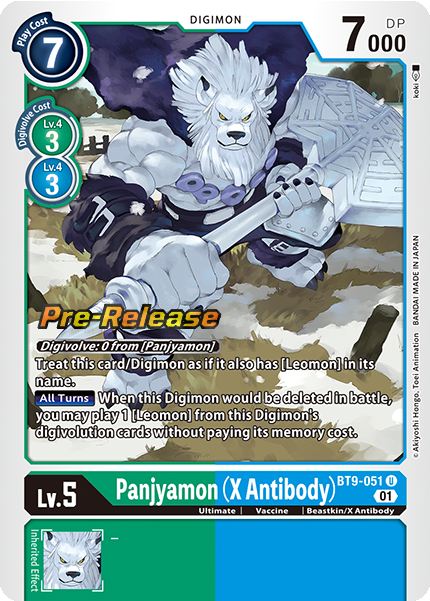 Play Cost
7
DIGIMON
7000
DP
Digivolve Cost
Lv.4
3
Lv.4
3
koki
Pre-Release
Digivolve: 0 from [Panjyamon]
Treat this card/Digimon as if it also has [Leomon] in its
name.
All Turns When this Digimon would be deleted in battle,
you may play 1 [Leomon] from this Digimon's
digivolution cards without paying its memory cost.
© Akiyoshi Hongo, Toei Animation BANDAI MADE IN JAPAN
Lv.5
Panjyamon (X Antibody)
BT9-051 U
01
Ultimate | Vaccine | Beastkin/X Antibody
Inherited Effect
–